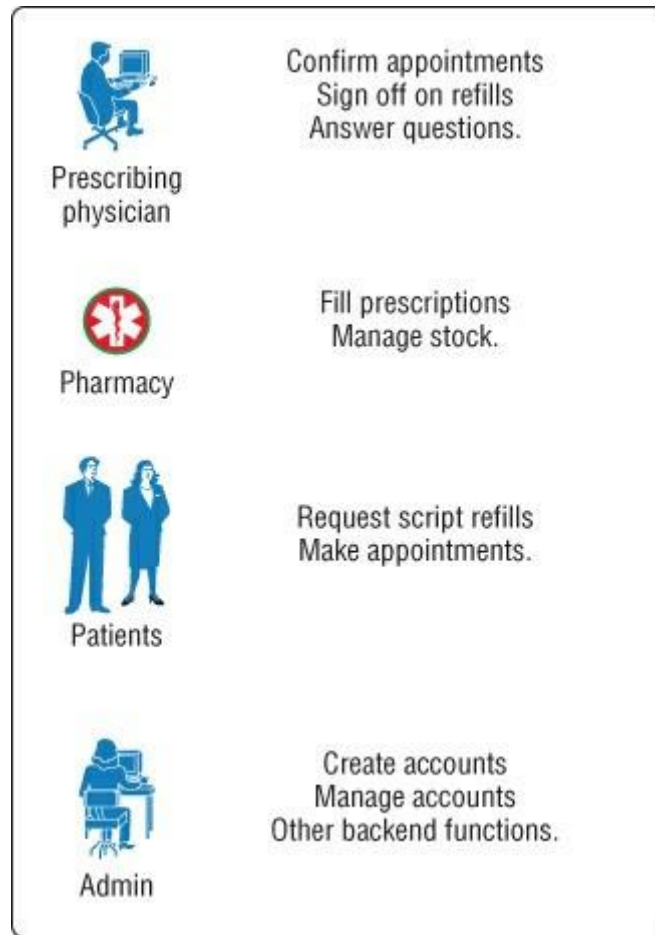 Prescribing
physician
Confirm appointments
Sign off on refills
Answer questions.
Pharmacy
Fill prescriptions
Manage stock.
Patients
Request script refills
Make appointments.
Admin
Create accounts
Manage accounts
Other backend functions.